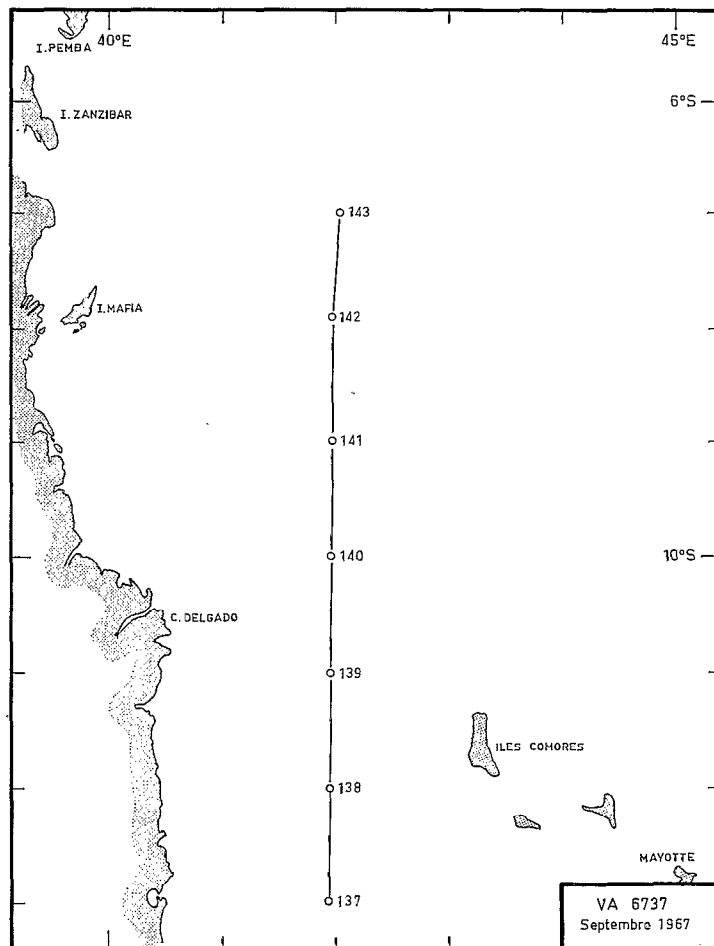 40°E
45°E
I.PEMBA
6°S
I. ZANZIBAR
143
I.MAFIA
142
141
140
10°S
C. DELGADO
139
ILES COMORES
138
MAYOTTE
137
VA 6737
Septembre 1967